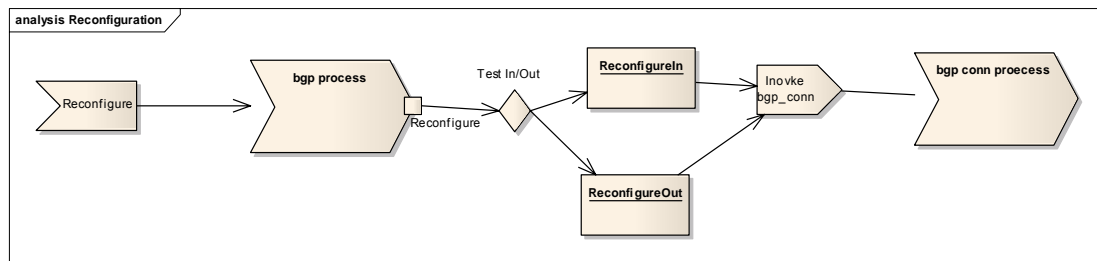 analysis Reconfiguration
Reconfigure
bgp process
Reconfigure
Test In/Out
ReconfigureIn
ReconfigureOut
Inovke
bgp_conn
bgp conn proecess